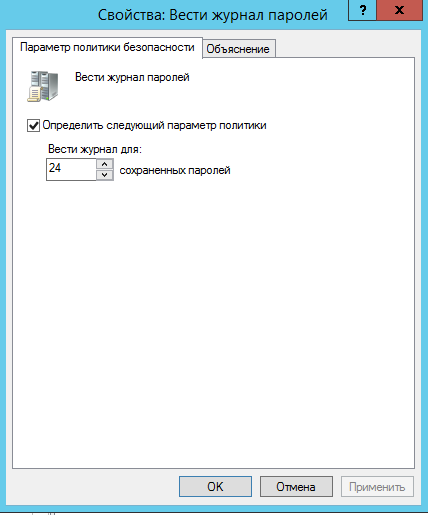 Свойства: Вести журнал паролей
? x
Параметр политики безопасности Объяснение
Вести журнал паролей
Определить следующий параметр политики
Вести журнал для:
24 сохраненных паролей
OK Отмена Применить